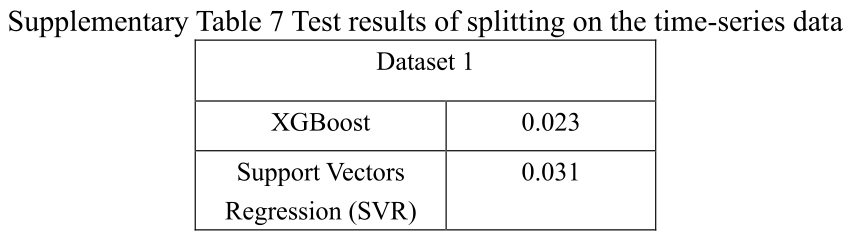 Supplementary Table 7 Test results of splitting on the time-series data
Dataset 1
XGBoost 0.023
Support Vectors 0.031
Regression (SVR)